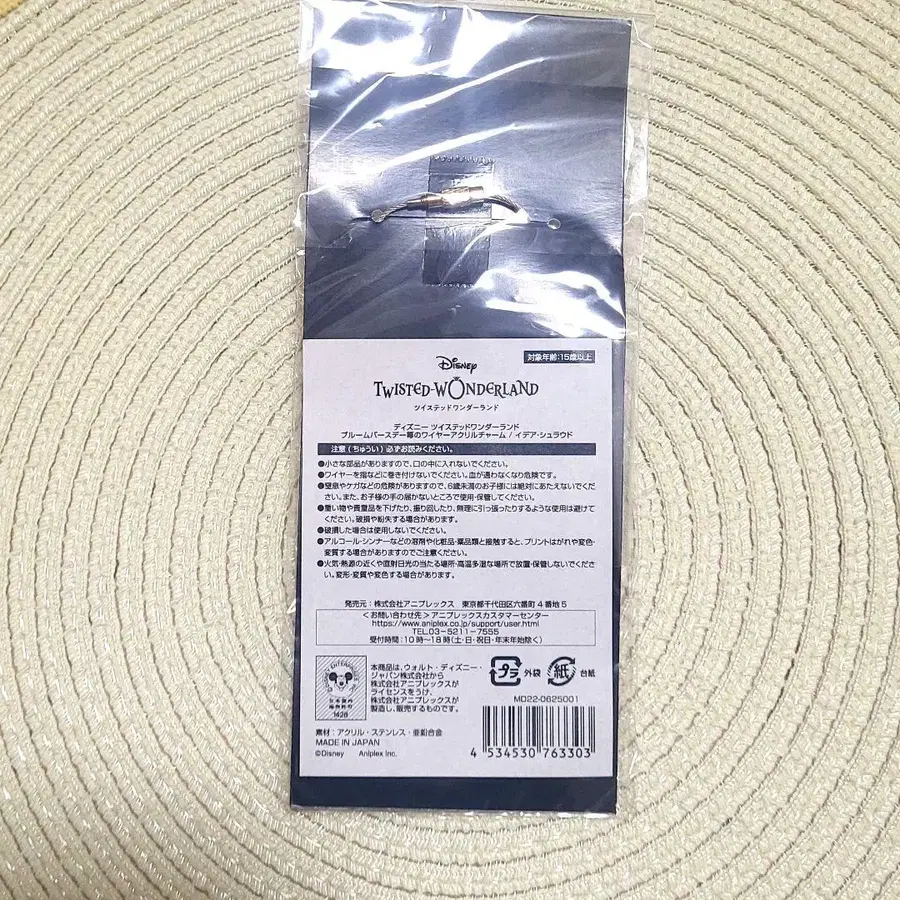 Disney
対象年齢:15歳以上
TWISTED-WONDERLAND
ツイステッドワンダーランド
ディズニー ツイステッドワンダーランド
ブルームバースデー苺のワイヤーアクリルチャーム / イデア・シュラウド
注意(ちゅうい)必ずお読みください。
●小さな部品がありますので、口の中に入れないでください。
●ワイヤーを指などに巻き付けないでください。血が通わなくなり危険です。
●窒息やケガなどの危険がありますので、6歳未満のお子様には絶対にあたえないでくだ
さい。また、お子様の手の届かないところで使用・保管してください。
●重い物や貴重品を下げたり、振り回したり、無理に引っ張ったりするような使用は避けて
ください。破損や紛失する場合があります。
●破損した場合は使用しないでください。
●アルコール・シンナーなどの溶剤や化粧品・薬品類と接触すると、プリントはがれや変色・
変質する場合がありますのでご注意ください。
●火気・熱源の近くや直射日光の当たる場所・高温多湿な場所で放置・保管しないでくださ
い。変形・変質や変色する場合があります。
発売元:株式会社アニプレックス 東京都千代田区六番町4番地5
<お問い合わせ先>アニプレックスカスタマーセンター
https://www.aniplex.co.jp/support/user.html
TEL.03-5211-7555
受付時間:10時〜18時(土・日・祝日・年末年始除く)
本商品は、ウォルト・ディズニー・
ジャパン株式会社から
株式会社アニプレックスが
ライセンスをうけ、
株式会社アニプレックスが
製造し、販売するものです。
プラ 外袋 紙 台紙
MD22-0625001
素材:アクリル・ステンレス・亜鉛合金
MADE IN JAPAN
©Disney Aniplex Inc.
4 534530 763303